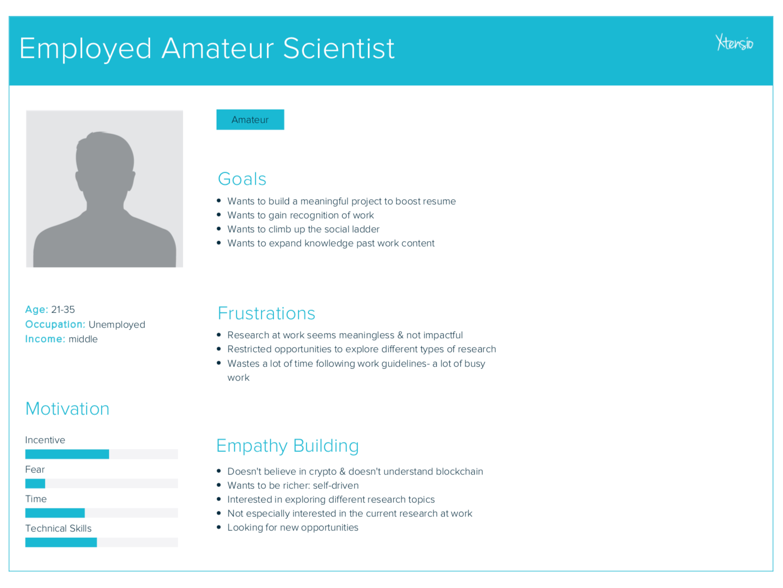 Employed Amateur Scientist
Xtensio
Amateur
Goals
Wants to build a meaningful project to boost resume
Wants to gain recognition of work
Wants to climb up the social ladder
Wants to expand knowledge past work content
Age: 21-35
Occupation: Unemployed
Income: middle
Frustrations
Research at work seems meaningless & not impactful
Restricted opportunities to explore different types of research
Wastes a lot of time following work guidelines- a lot of busy
work
Motivation
Incentive
Fear
Time
Technical Skills
Empathy Building
Doesn't believe in crypto & doesn't understand blockchain
Wants to be richer: self-driven
Interested in exploring different research topics
Not especially interested in the current research at work
Looking for new opportunities